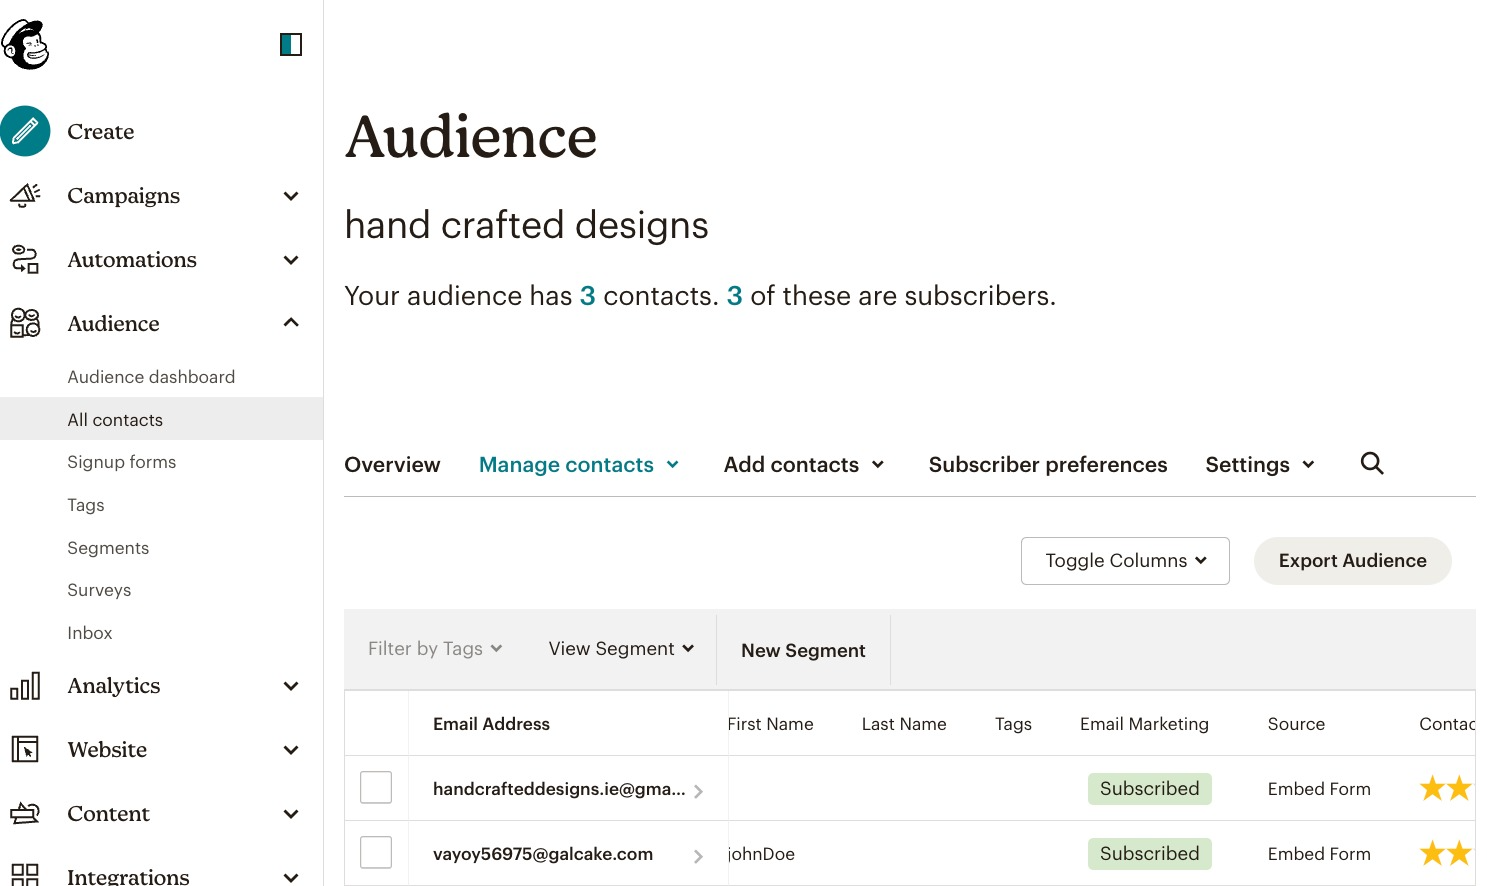 Create
Campaigns
Automations
Audience
Audience dashboard
All contacts
Signup forms
Tags
Segments
Surveys
Inbox
Analytics
Website
Content
Integrations
Audience
hand crafted designs
Your audience has 3 contacts. 3 of these are subscribers.
Overview Manage contacts Add contacts Subscriber preferences Settings
Toggle Columns Export Audience
Filter by Tags View Segment New Segment
Email Address First Name Last Name Tags Email Marketing Source Contac
handcrafteddesigns.ie@gma... Subscribed Embed Form
vayoy56975@galcake.com johnDoe Subscribed Embed Form